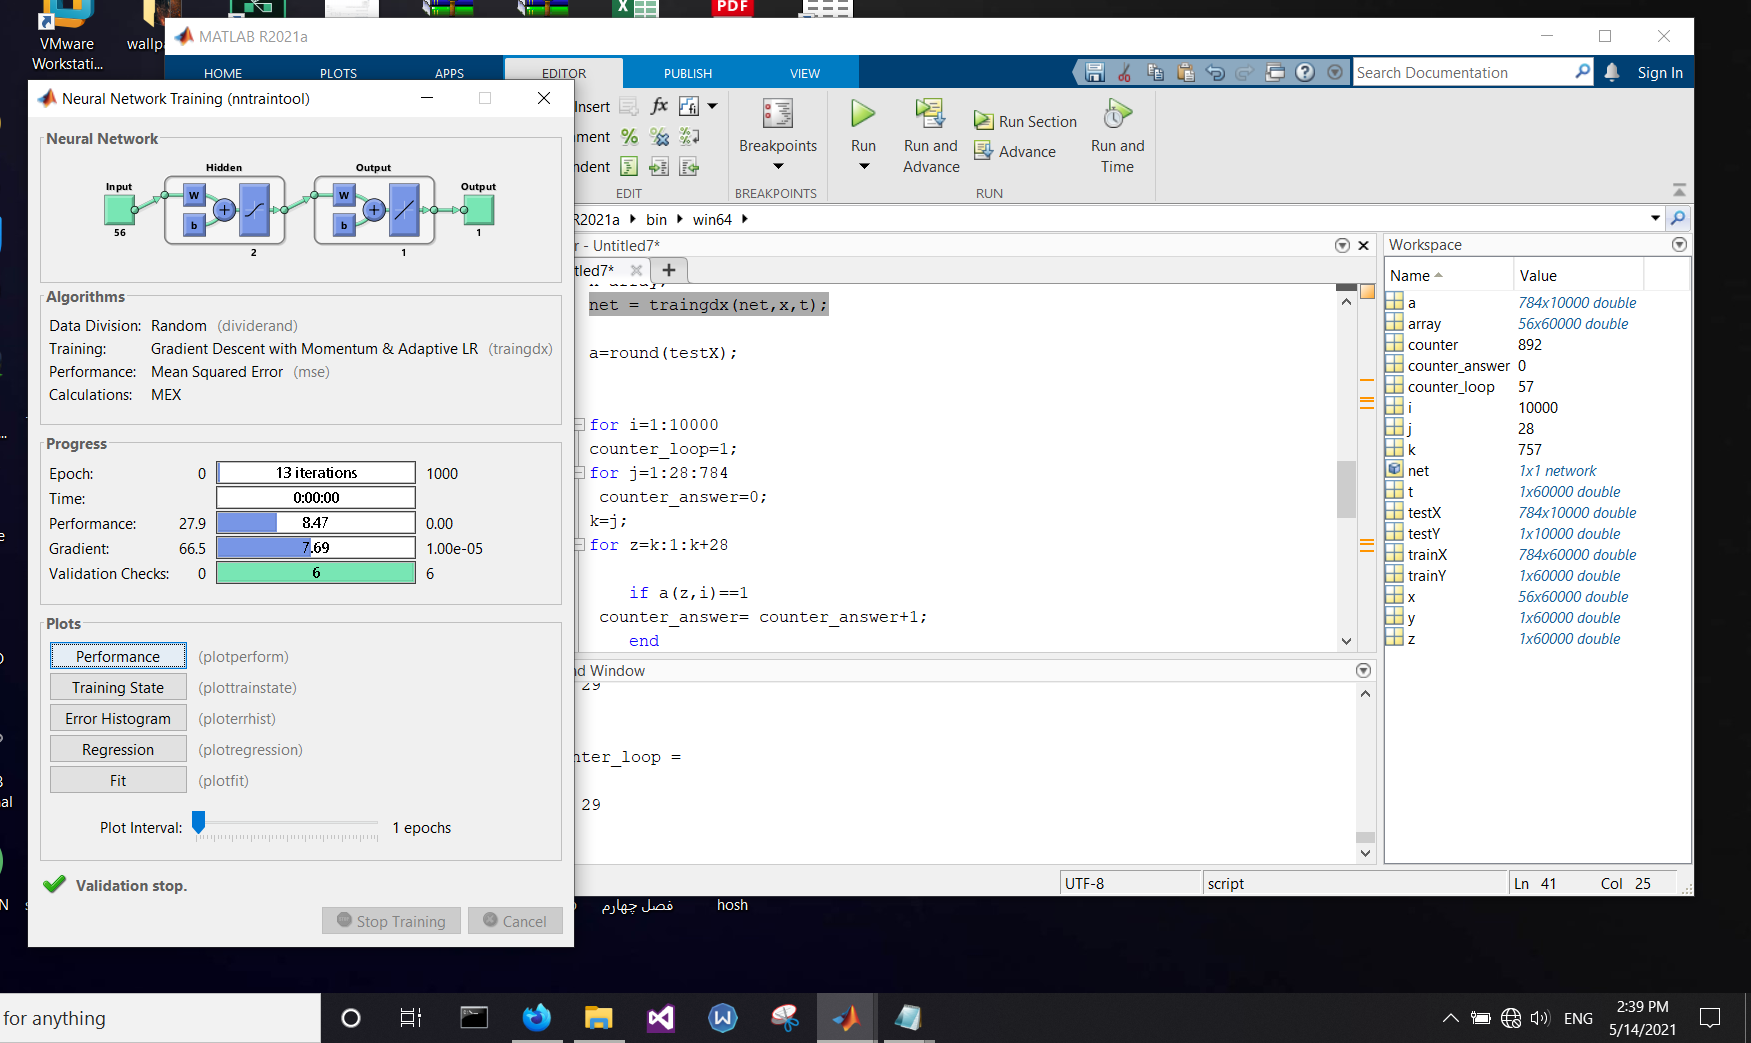 VMware
Workstati...
PDF
MATLAB R2021a
HOME
PLOTS
APPS
EDITOR
PUBLISH
VIEW
Search Documentation
Sign In
Neural Network Training (nntraintool)
Insert
fx
Breakpoints
Run
Run and
Advance
Run Section
Advance
Run and
Time
EDIT
BREAKPOINTS
RUN
R2021a
bin
win64
- Untitled7*
Neural Network
Hidden
Output
Input
Output
W
b
W
b
56
2
1
1
Algorithms
Data Division: Random (dividerand)
Training: Gradient Descent with Momentum & Adaptive LR (traingdx)
Performance: Mean Squared Error (mse)
Calculations: MEX
Progress
Epoch: 0 13 iterations 1000
Time: 0:00:00
Performance: 27.9 8.47 0.00
Gradient: 66.5 7.69 1.00e-05
Validation Checks: 0 6 6
Plots
Performance (plotperform)
Training State (plottrainstate)
Error Histogram (ploterrhist)
Regression (plotregression)
Fit (plotfit)
Plot Interval: 1 epochs
Validation stop.
Stop Training
Cancel
net = traingdx(net,x,t);
a=round(testX);
for i=1:10000
counter_loop=1;
for j=1:28:784
counter_answer=0;
k=j;
for z=k:1:k+28
if a(z,i)==1
counter_answer= counter_answer+1;
end
Window
29
nter_loop =
29
Workspace
Name Value
a 784x10000 double
array 56x60000 double
counter 892
counter_answer 0
counter_loop 57
i 10000
j 28
k 757
net 1x1 network
t 1x60000 double
testX 784x10000 double
testY 1x10000 double
trainX 784x60000 double
trainY 1x60000 double
x 56x60000 double
y 1x60000 double
z 1x60000 double
UTF-8
script
Ln 41 Col 25
فصل چهارم
hosh
for anything
ENG
2:39 PM
5/14/2021